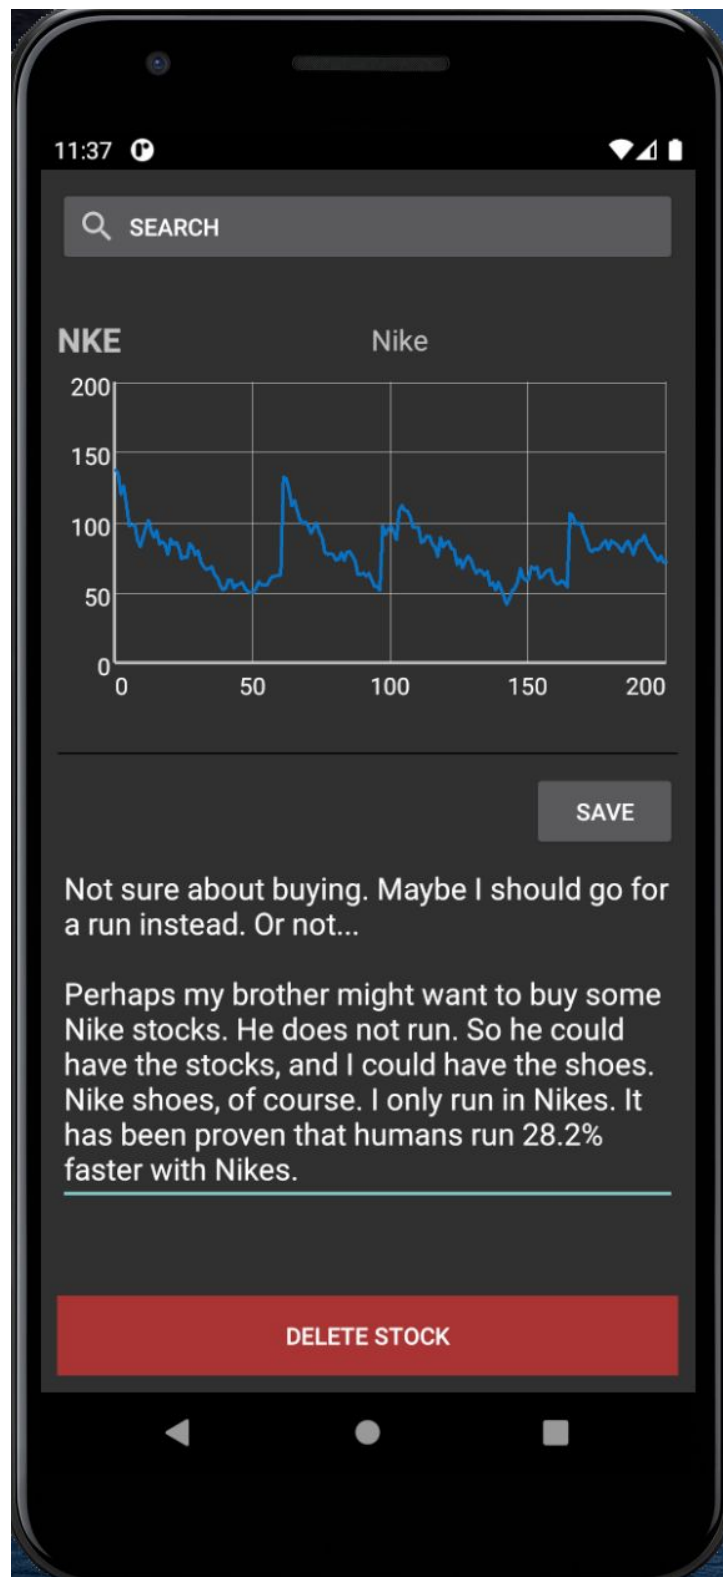 11:37
SEARCH
NKE Nike
200
150
100
50
0
0 50 100 150 200
SAVE
Not sure about buying. Maybe I should go for
a run instead. Or not...
Perhaps my brother might want to buy some
Nike stocks. He does not run. So he could
have the stocks, and I could have the shoes.
Nike shoes, of course. I only run in Nikes. It
has been proven that humans run 28.2%
faster with Nikes.
DELETE STOCK